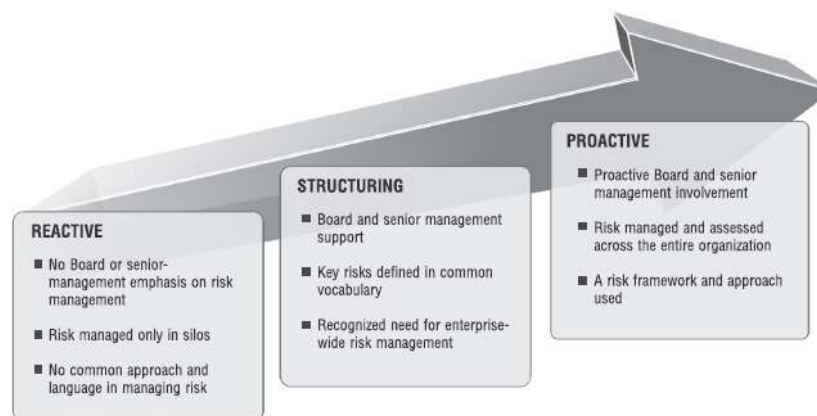 REACTIVE
■ No Board or senior-
management emphasis on risk
management
■ Risk managed only in silos
■ No common approach and
language in managing risk
STRUCTURING
■ Board and senior management
support
■ Key risks defined in common
vocabulary
■ Recognized need for enterprise-
wide risk management
PROACTIVE
■ Proactive Board and senior
management involvement
■ Risk managed and assessed
across the entire organization
■ A risk framework and approach
used